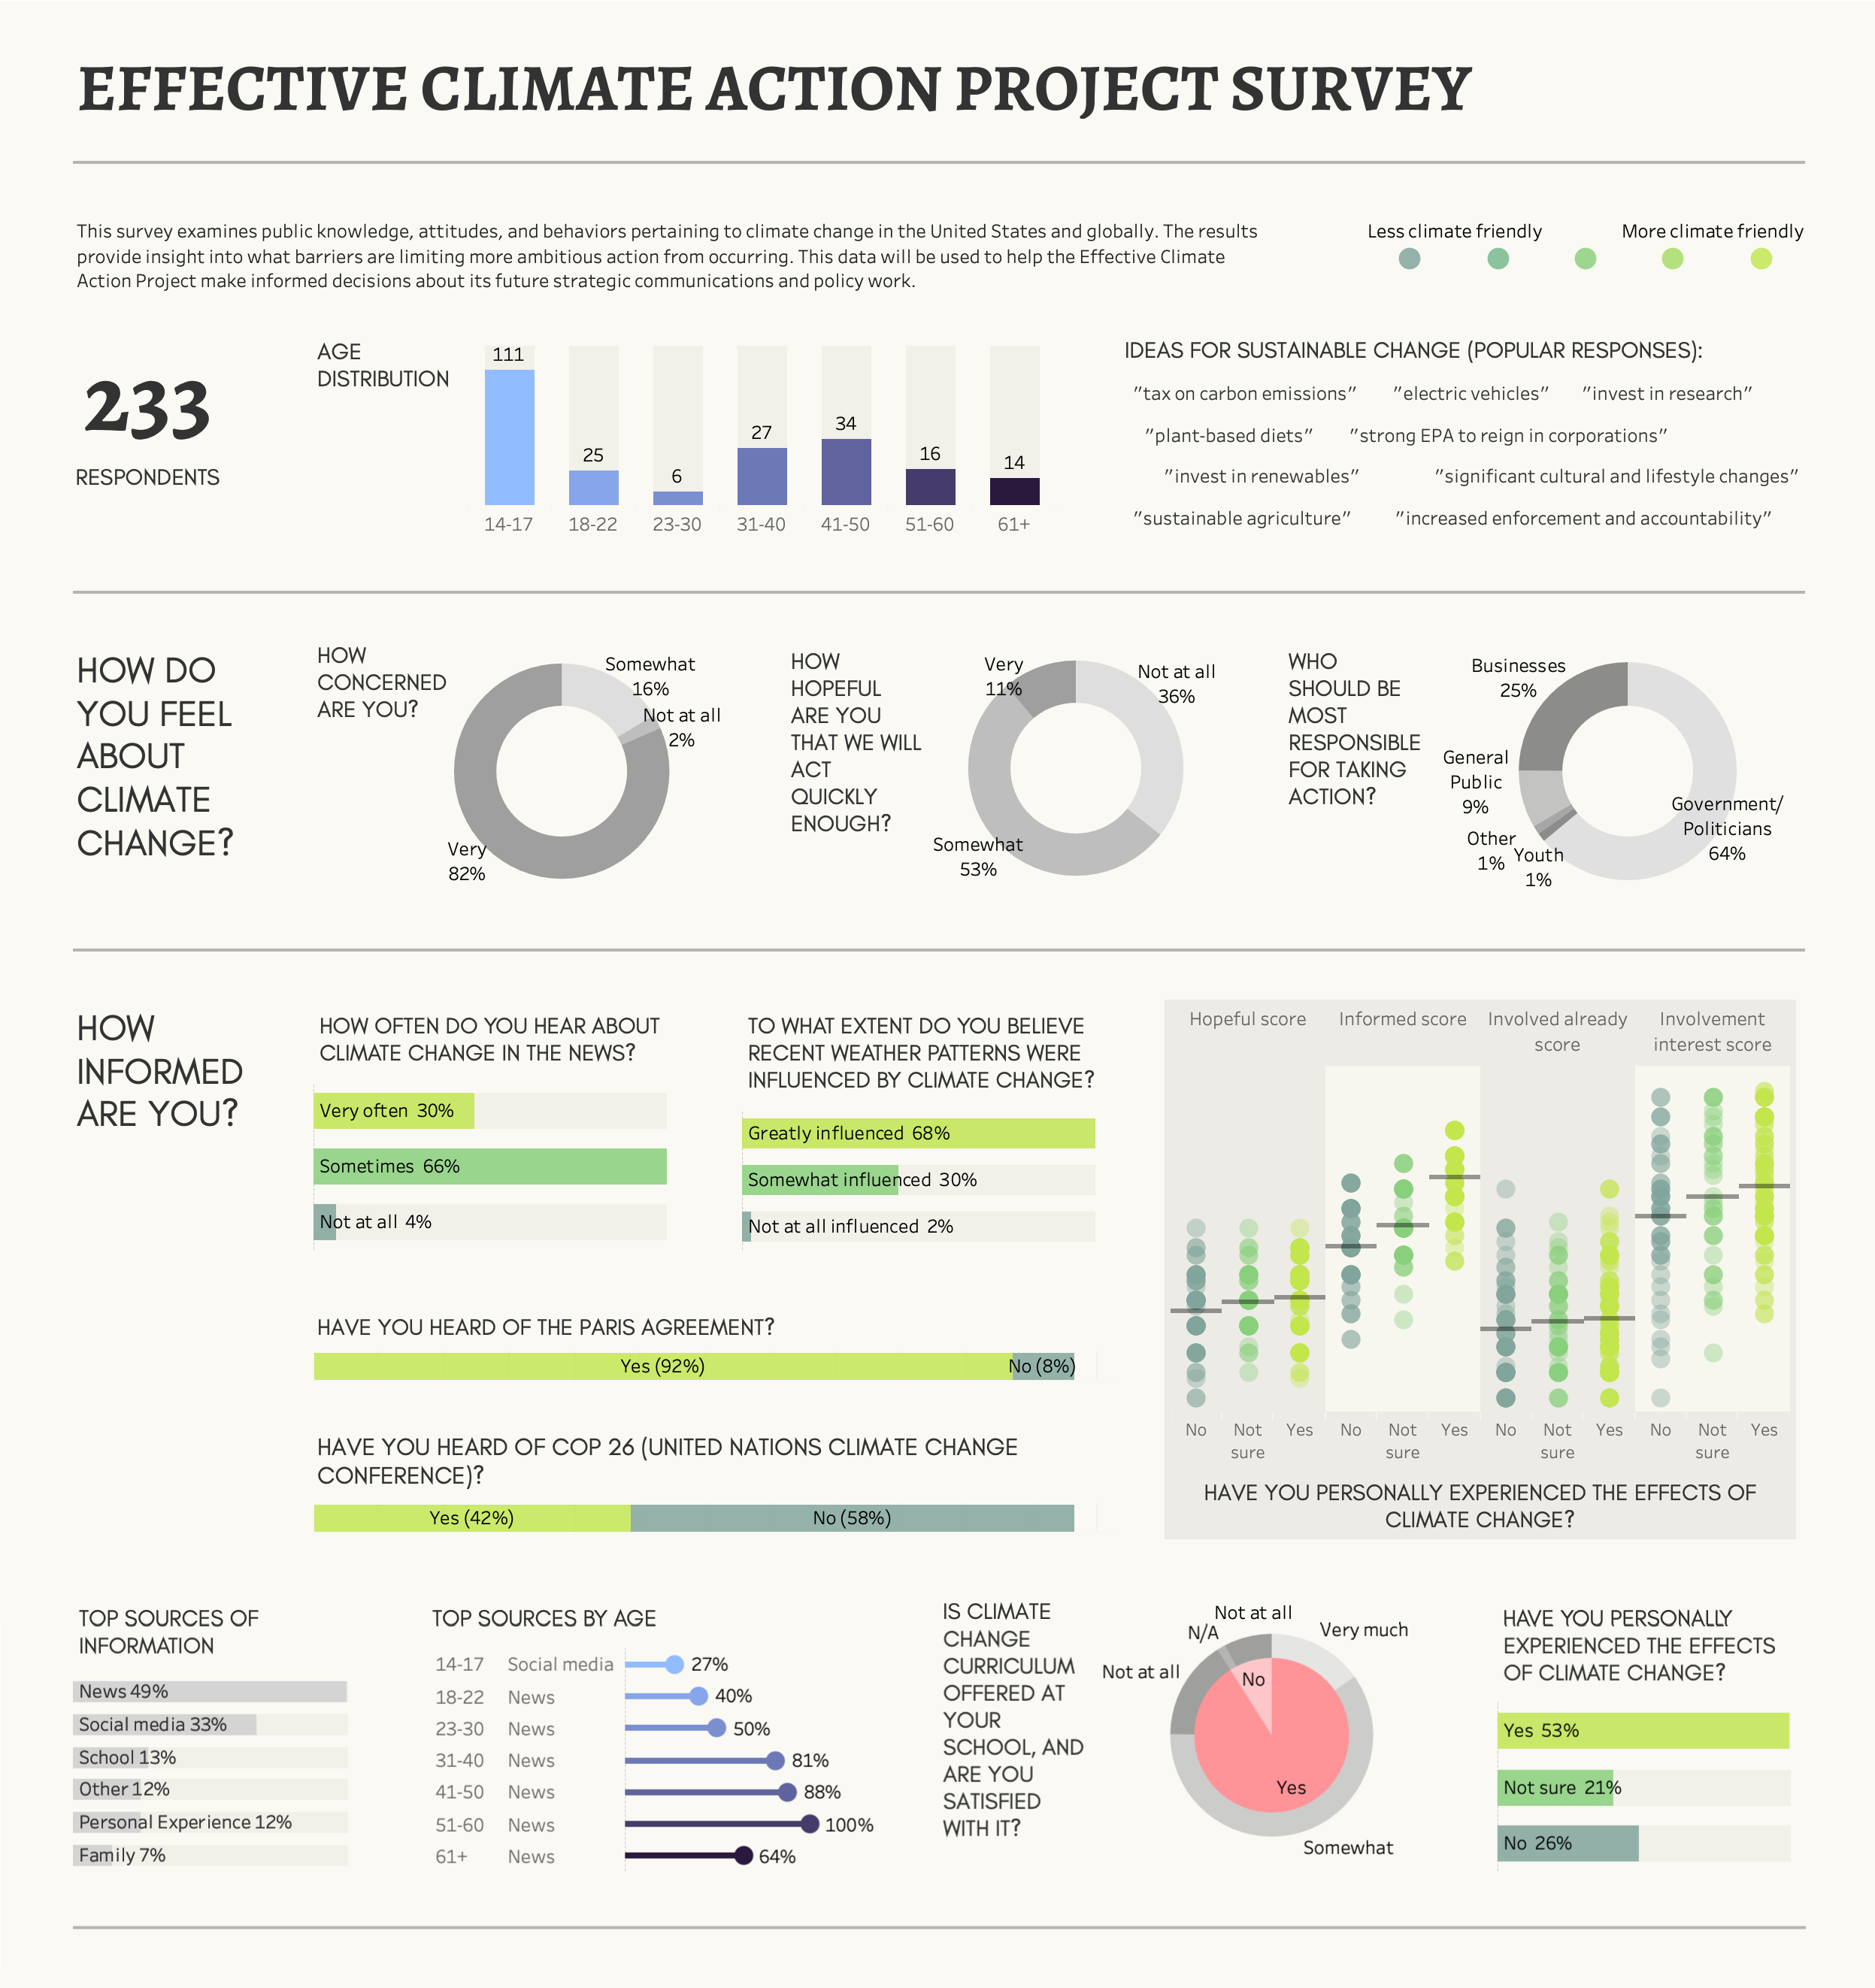 EFFECTIVE CLIMATE ACTION PROJECT SURVEY
This survey examines public knowledge, attitudes, and behaviors pertaining to climate change in the United States and globally. The results
provide insight into what barriers are limiting more ambitious action from occurring. This data will be used to help the Effective Climate
Action Project make informed decisions about its future strategic communications and policy work.
Less climate friendly
More climate friendly
233
RESPONDENTS
AGE
DISTRIBUTION
111
25
6
27
34
16
14
14-17
18-22
23-30
31-40
41-50
51-60
61+
IDEAS FOR SUSTAINABLE CHANGE (POPULAR RESPONSES):
"tax on carbon emissions" "electric vehicles" "invest in research"
"plant-based diets" "strong EPA to reign in corporations"
"invest in renewables" "significant cultural and lifestyle changes"
"sustainable agriculture" "increased enforcement and accountability"
HOW DO
YOU FEEL
ABOUT
CLIMATE
CHANGE?
HOW
CONCERNED
ARE YOU?
Somewhat
16%
Not at all
2%
Very
82%
HOW
HOPEFUL
ARE YOU
THAT WE WILL
ACT
QUICKLY
ENOUGH?
Very
11%
Not at all
36%
Somewhat
53%
WHO
SHOULD BE
MOST
RESPONSIBLE
FOR TAKING
ACTION?
Businesses
25%
General
Public
9%
Other
1%
Youth
1%
Government/
Politicians
64%
HOW
INFORMED
ARE YOU?
HOW OFTEN DO YOU HEAR ABOUT
CLIMATE CHANGE IN THE NEWS?
Very often 30%
Sometimes 66%
Not at all 4%
TO WHAT EXTENT DO YOU BELIEVE
RECENT WEATHER PATTERNS WERE
INFLUENCED BY CLIMATE CHANGE?
Greatly influenced 68%
Somewhat influenced 30%
Not at all influenced 2%
HAVE YOU HEARD OF THE PARIS AGREEMENT?
Yes (92%)
No (8%)
HAVE YOU HEARD OF COP 26 (UNITED NATIONS CLIMATE CHANGE
CONFERENCE)?
Yes (42%)
No (58%)
Hopeful score
Informed score
Involved already
score
Involvement
interest score
No
Not
sure
Yes
No
Not
sure
Yes
No
Not
sure
Yes
No
Not
sure
Yes
HAVE YOU PERSONALLY EXPERIENCED THE EFFECTS OF
CLIMATE CHANGE?
TOP SOURCES OF
INFORMATION
News 49%
Social media 33%
School 13%
Other 12%
Personal Experience 12%
Family 7%
TOP SOURCES BY AGE
14-17 Social media 27%
18-22 News 40%
23-30 News 50%
31-40 News 81%
41-50 News 88%
51-60 News 100%
61+ News 64%
IS CLIMATE
CHANGE
CURRICULUM
OFFERED AT
YOUR
SCHOOL, AND
ARE YOU
SATISFIED
WITH IT?
Not at all
N/A
Very much
Not at all
No
Yes
Somewhat
HAVE YOU PERSONALLY
EXPERIENCED THE EFFECTS
OF CLIMATE CHANGE?
Yes 53%
Not sure 21%
No 26%